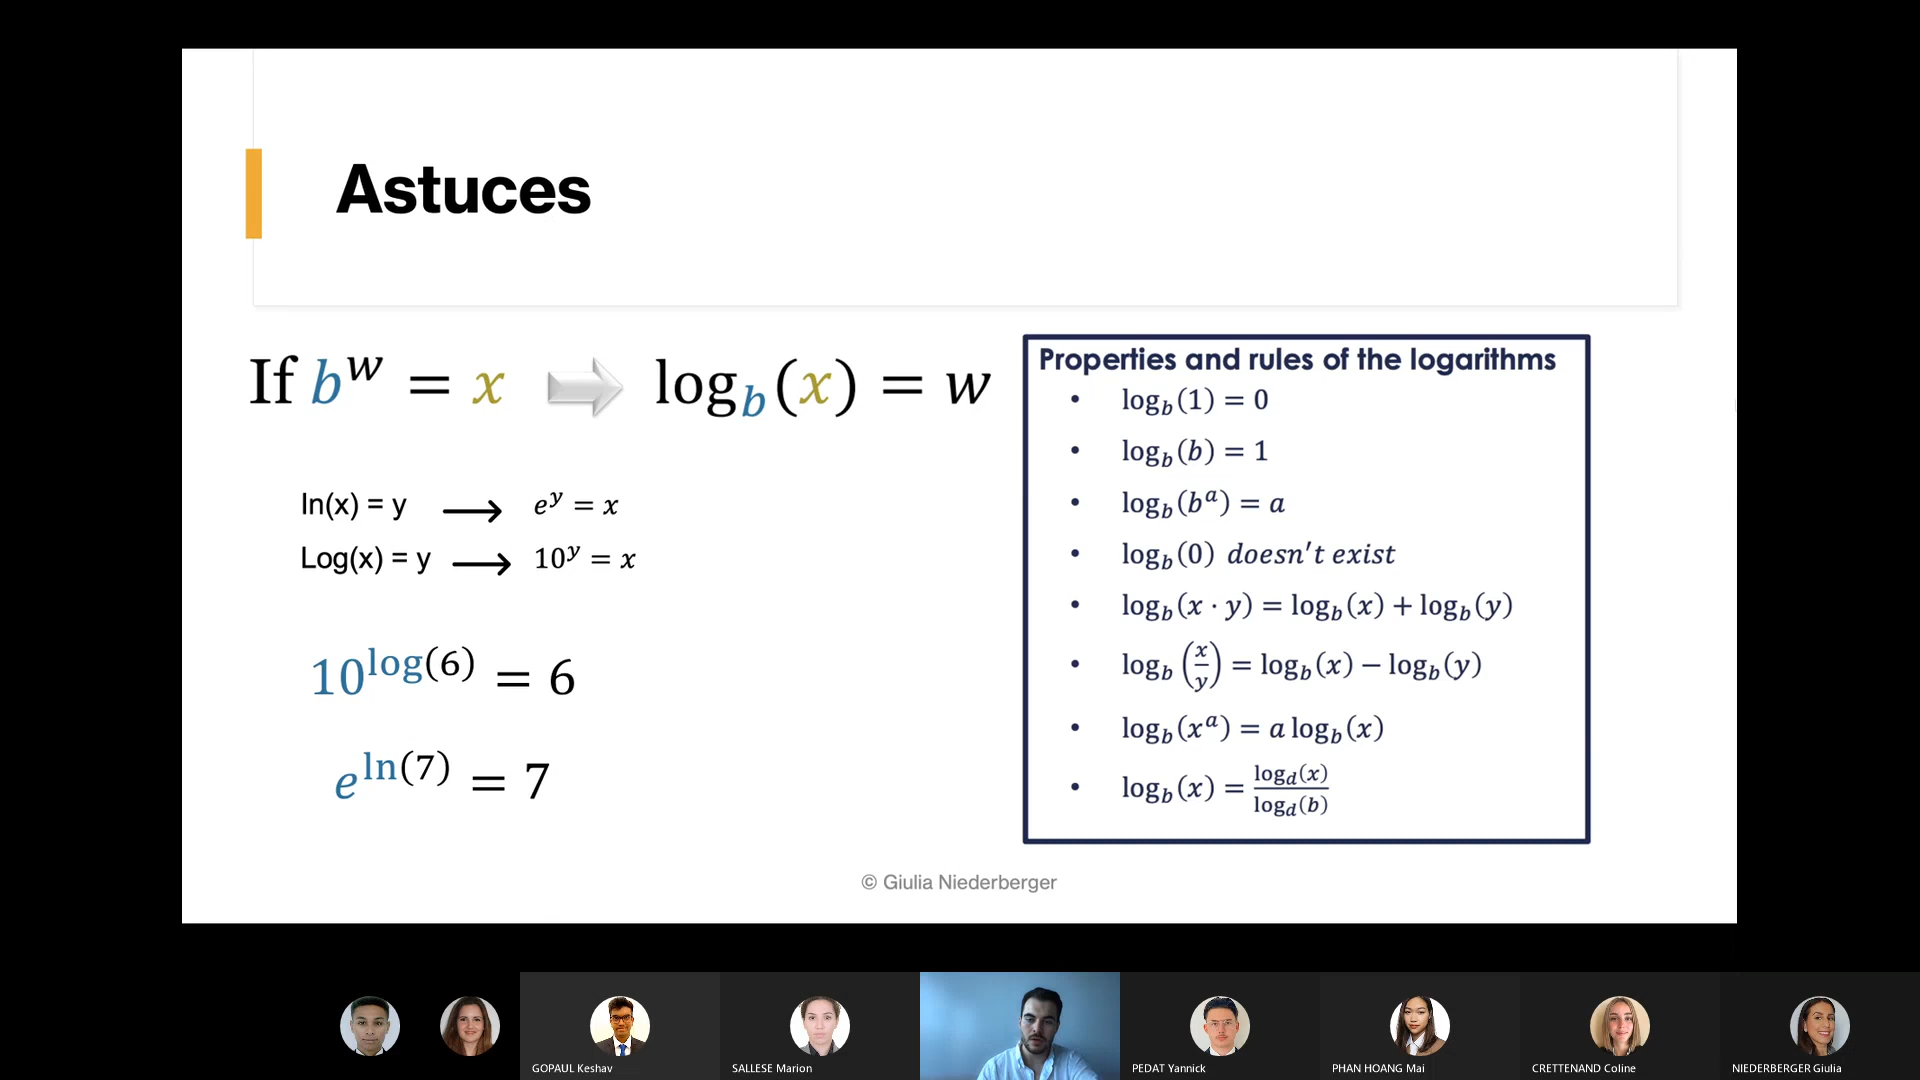 Astuces
If b^w = x ⇨ log_b(x) = w
ln(x) = y ⟶ e^y = x
Log(x) = y ⟶ 10^y = x
10^log(6) = 6
e^ln(7) = 7
Properties and rules of the logarithms
• log_b(1) = 0
• log_b(b) = 1
• log_b(b^a) = a
• log_b(0) doesn't exist
• log_b(x · y) = log_b(x) + log_b(y)
• log_b(x/y) = log_b(x) − log_b(y)
• log_b(x^a) = a log_b(x)
• log_b(x) = log_d(x)/log_d(b)
© Giulia Niederberger
GOPAUL Keshav
SALLESE Marion
PEDAT Yannick
PHAN HOANG Mai
CRETTENAND Coline
NIEDERBERGER Giulia